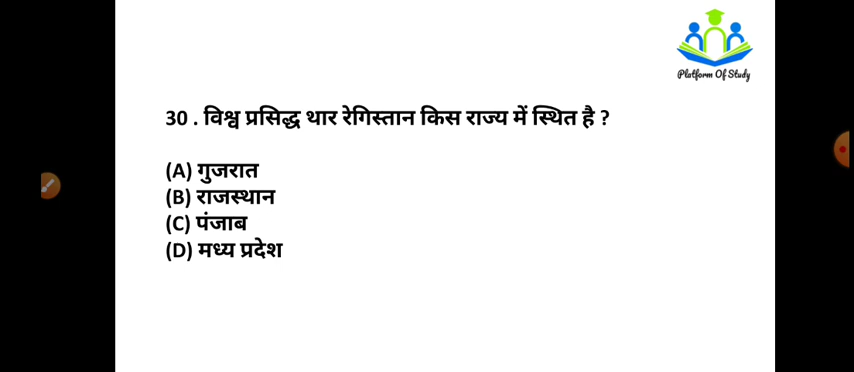 Platform Of Study
30 . विश्व प्रसिद्ध थार रेगिस्तान किस राज्य में स्थित है ?
(A) गुजरात
(B) राजस्थान
(C) पंजाब
(D) मध्य प्रदेश